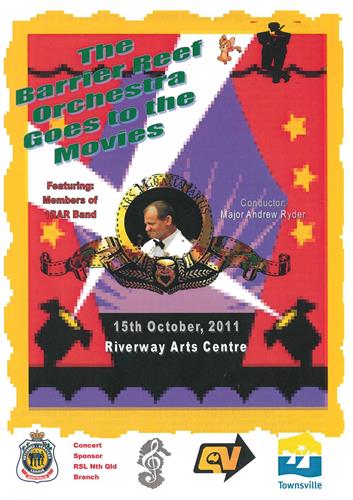 The
Barrier Reef
Orchestra
Goes to the
Movies
Featuring:
Members of
1RAR Band
Conductor:
Major Andrew Ryder
15th October, 2011
Riverway Arts Centre
Concert
Sponsor
RSL Nth Qld
Branch
AUSTRALIA
Townsville